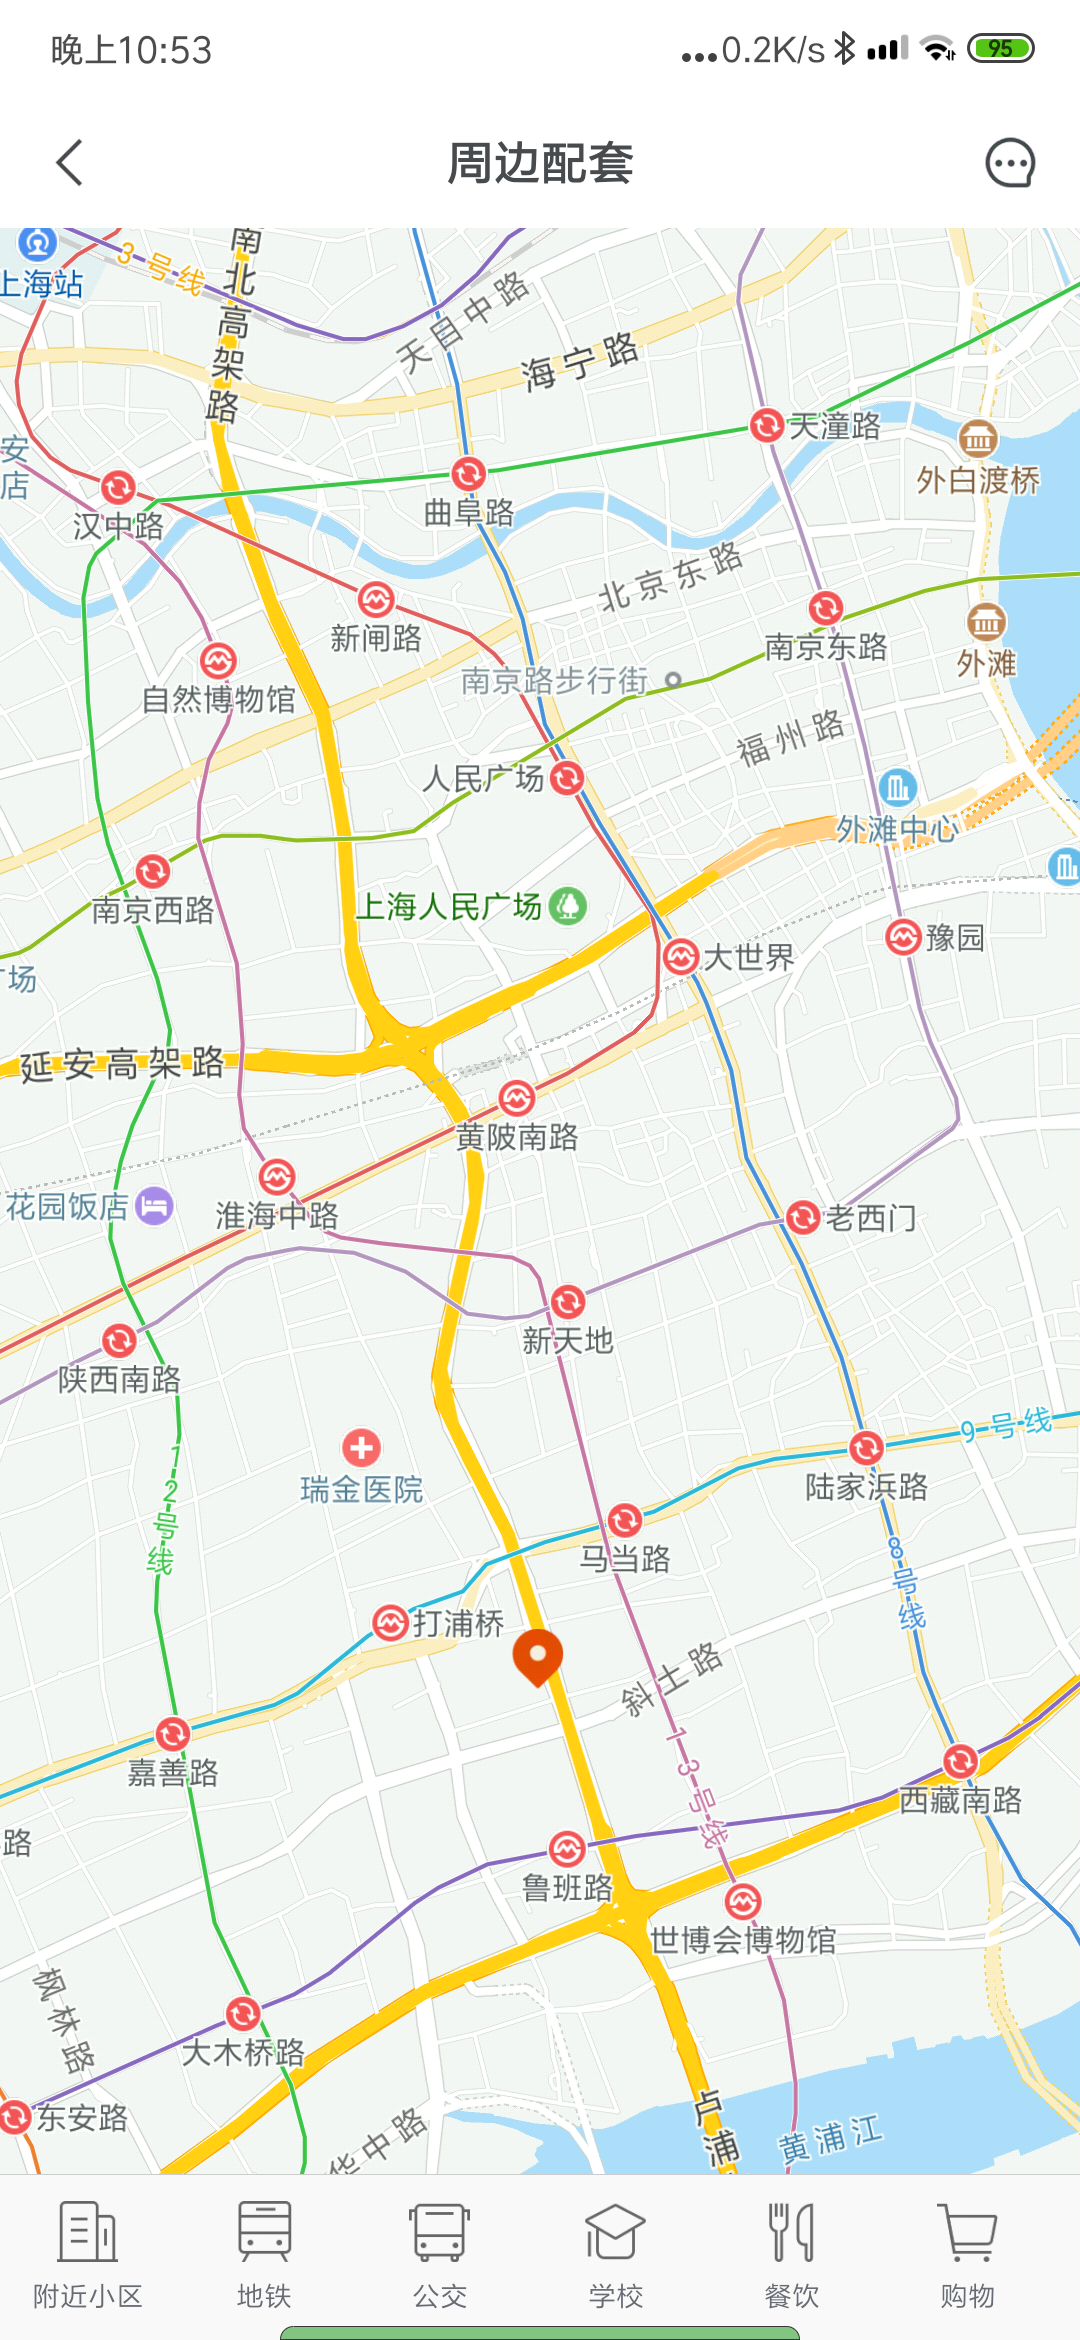 晚上10:53
...0.2K/s
95
周边配套
上海站
3号线
南北高架路
天目中路
海宁路
天潼路
安
店
外白渡桥
汉中路
曲阜路
北京东路
新闸路
南京东路
外滩
自然博物馆
南京路步行街
福州路
人民广场
外滩中心
南京西路
上海人民广场
豫园
大世界
场
延安高架路
黄陂南路
花园饭店
淮海中路
老西门
新天地
陕西南路
9号线
12号线
瑞金医院
陆家浜路
马当路
8号线
打浦桥
斜土路
嘉善路
13号线
西藏南路
路
鲁班路
世博会博物馆
枫林路
大木桥路
东安路
华中路
卢浦
黄浦江
附近小区
地铁
公交
学校
餐饮
购物